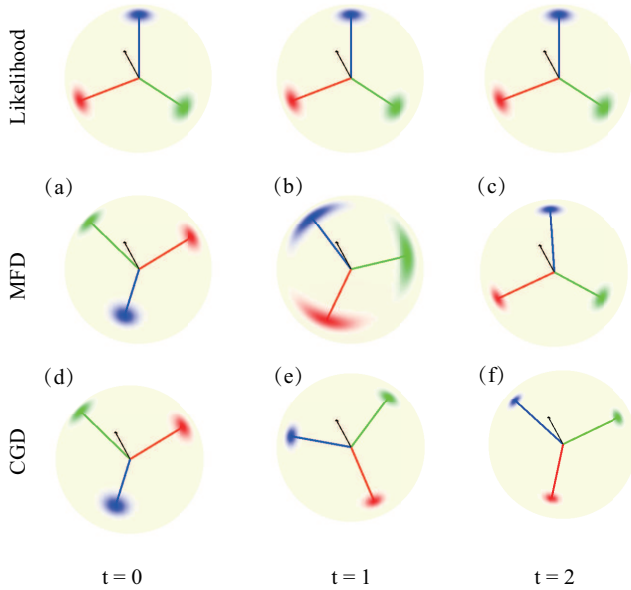 Likelihood
(a) (b) (c)
MFD
(d) (e) (f)
CGD
t = 0 t = 1 t = 2